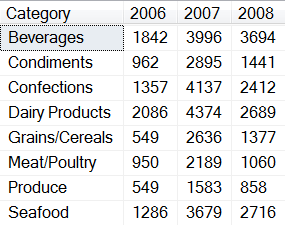 Category 2006 2007 2008
Beverages 1842 3996 3694
Condiments 962 2895 1441
Confections 1357 4137 2412
Dairy Products 2086 4374 2689
Grains/Cereals 549 2636 1377
Meat/Poultry 950 2189 1060
Produce 549 1583 858
Seafood 1286 3679 2716